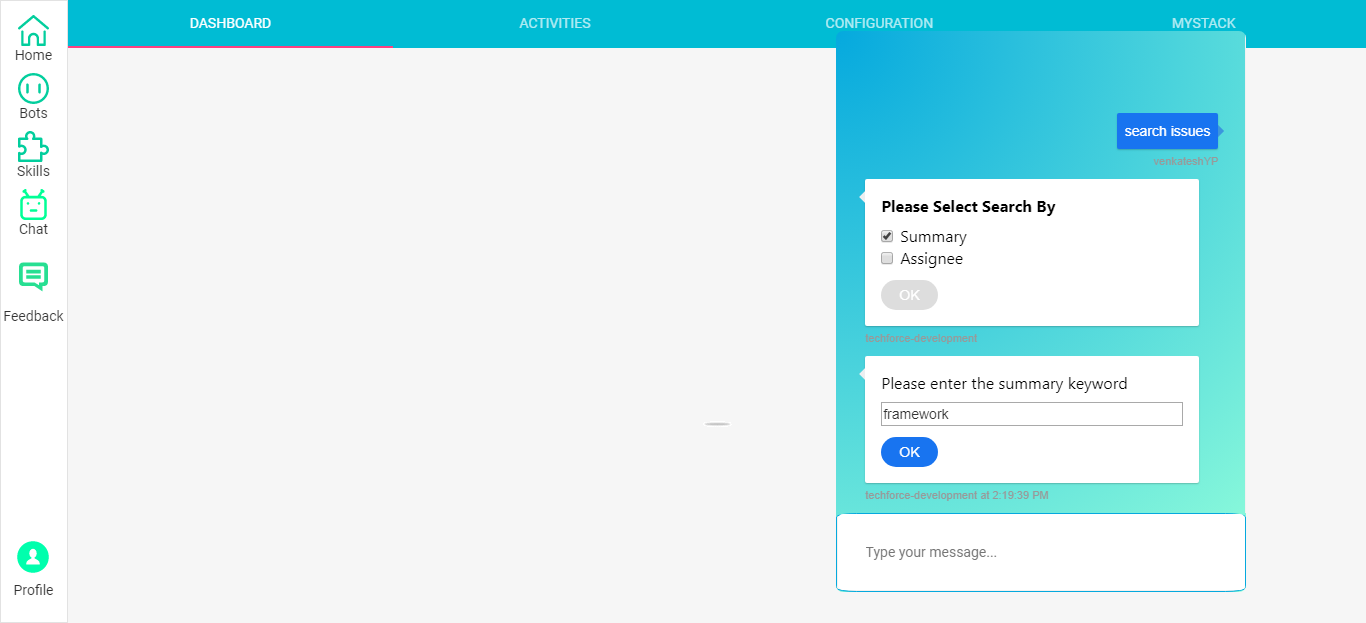 DASHBOARD
ACTIVITIES
CONFIGURATION
MYSTACK
Home
Bots
Skills
Chat
Feedback
Profile
search issues
venkateshYP
Please Select Search By
Summary
Assignee
OK
techforce-development
Please enter the summary keyword
framework
OK
techforce-development at 2:19:39 PM
Type your message...